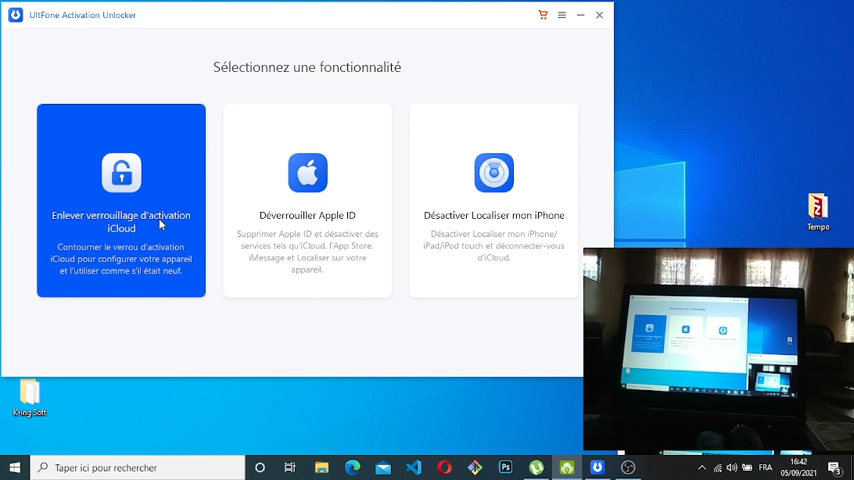 UltFone Activation Unlocker
Sélectionnez une fonctionnalité
Enlever verrouillage d'activation
iCloud
Contourner le verrou d'activation
iCloud pour configurer votre appareil
et l'utiliser comme s'il était neuf.
Déverrouiller Apple ID
Supprimer Apple ID et désactiver des
services tels qu'iCloud, l'App Store,
iMessage et Localiser sur votre
appareil.
Désactiver Localiser mon iPhone
Désactiver Localiser mon iPhone/
iPad/iPod touch et déconnecter-vous
d'iCloud.
Tempo
King Soft
Taper ici pour rechercher
Ps
FRA
16:42
05/09/2021
3